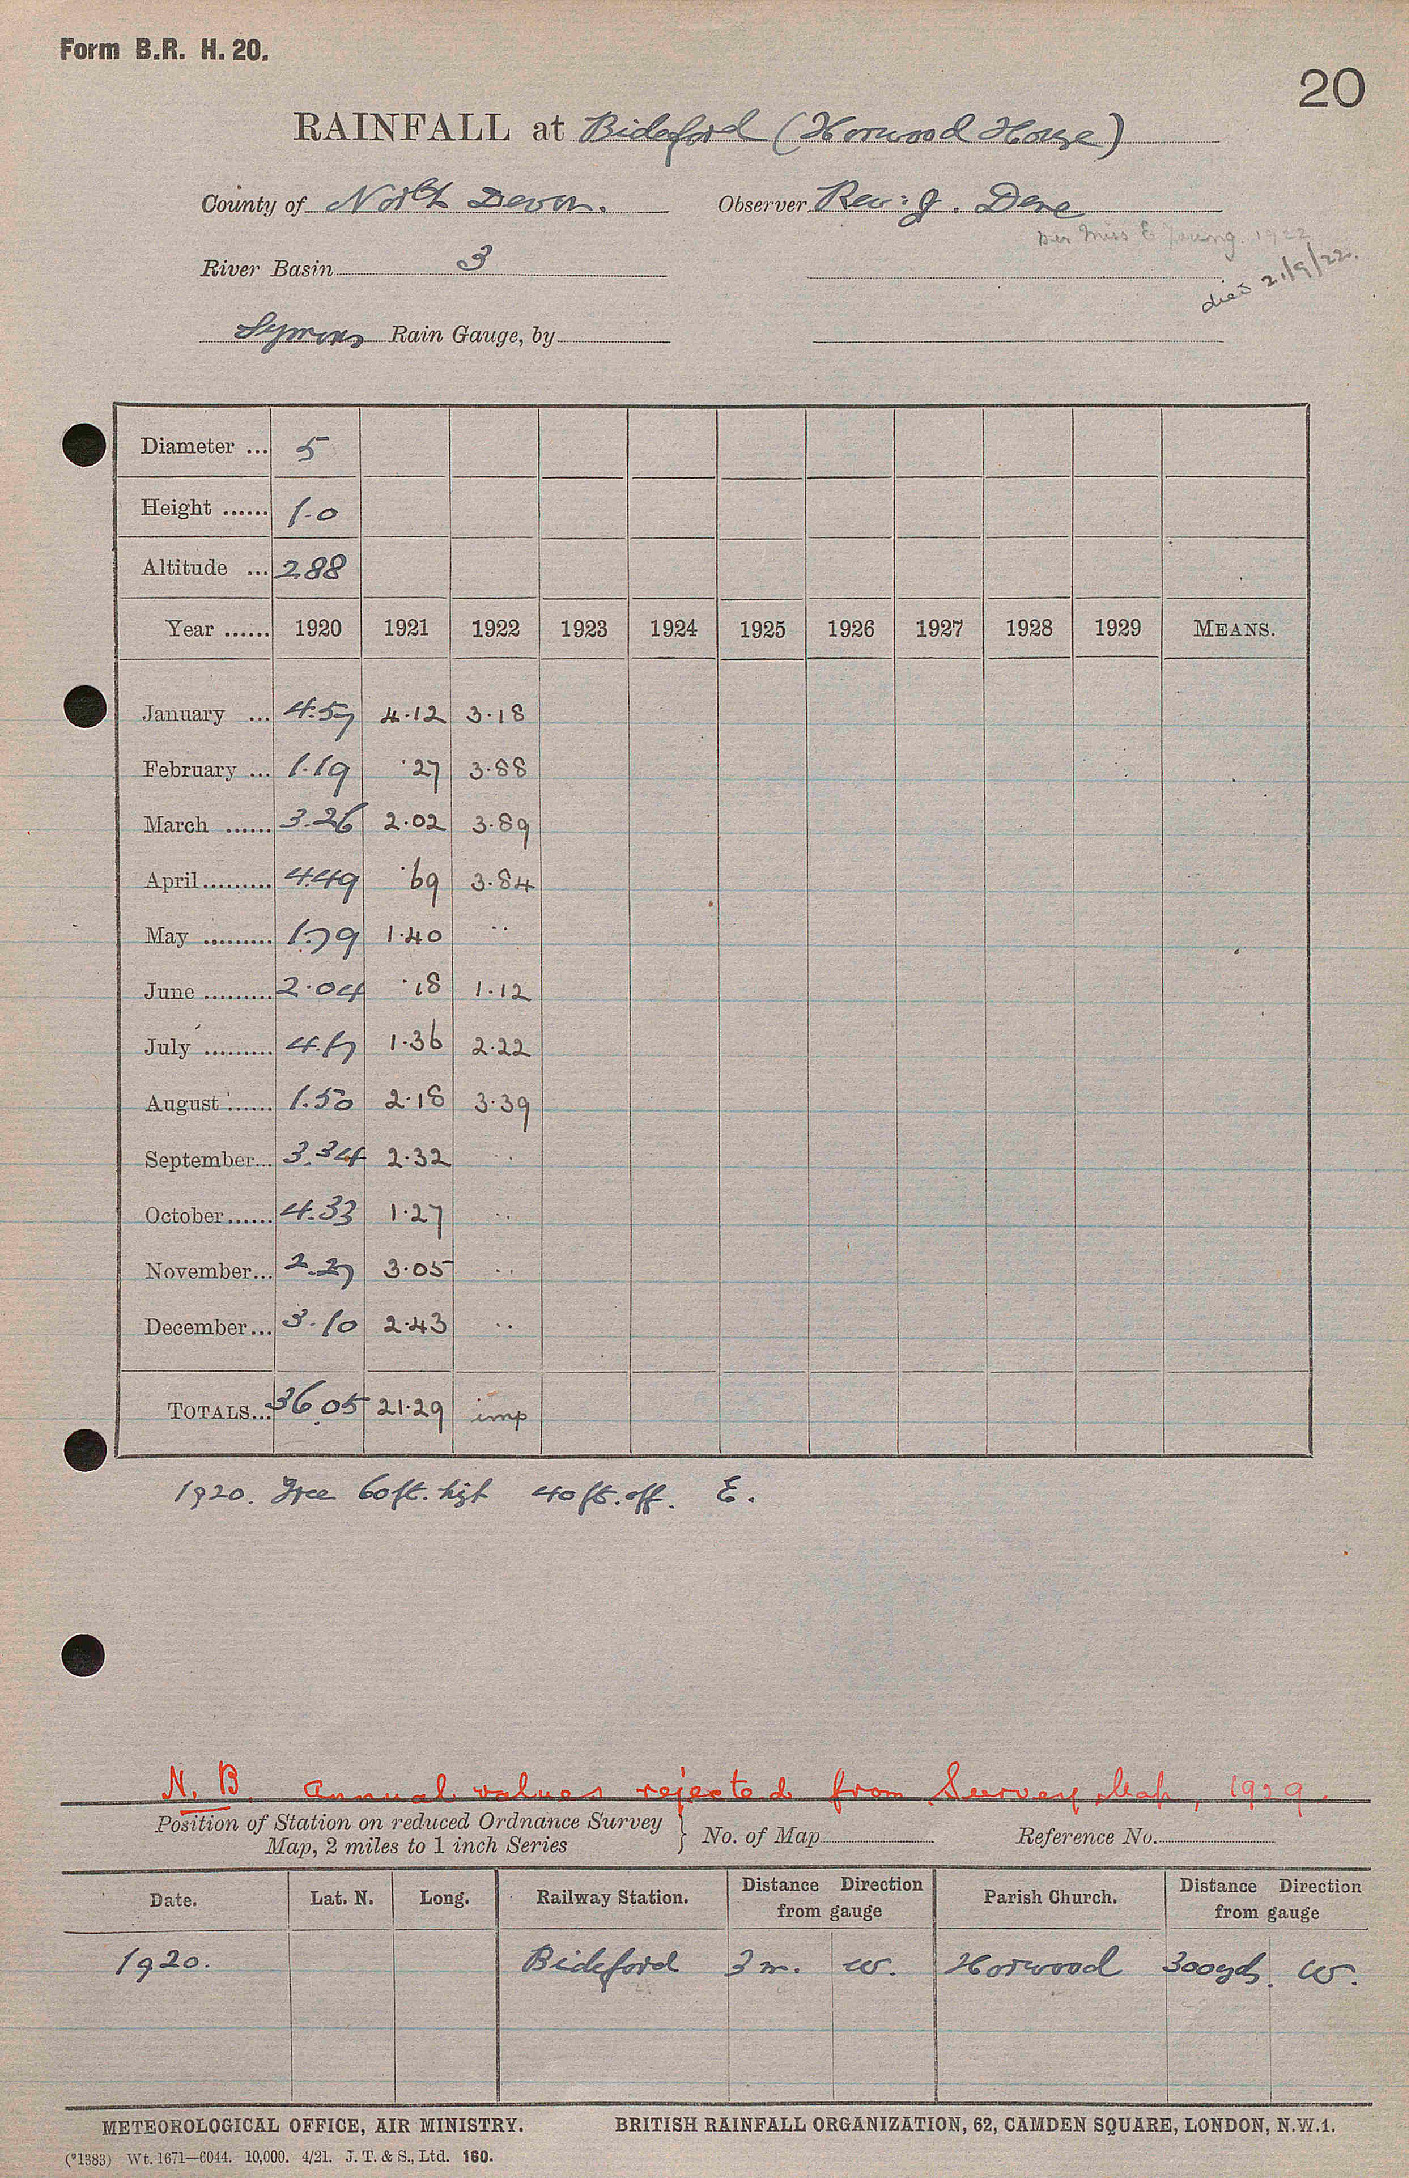 Form B.R. H. 20.
20
RAINFALL at Bideford (Horwood House)
County of North Devon. Observer Rev: J. Dene
per Miss E Young. 1922
River Basin 3
died 21/9/22.
Symons Rain Gauge, by
Diameter ... 5
Height ...... 1-0
Altitude ... 288
Year ...... 1920 1921 1922 1923 1924 1925 1926 1927 1928 1929 MEANS.
January ... 4.57 4.12 3.18
February ... 1.19 .27 3.88
March ...... 3.26 2.02 3.89
April ......... 4.49 .69 3.84
May ......... 1.79 1.40 ..
June ......... 2.04 .18 1.12
July ......... 4.17 1.36 2.22
August ...... 1.50 2.18 3.39
September... 3.34 2.32 ..
October...... 4.33 1.27 ..
November... 2.27 3.05 ..
December... 3.10 2.43 ..
TOTALS... 36.05 21.29 imp
1920. Tree 60ft. high 40ft. off. E.
N.B. Annual values rejected from Survey Map, 1929.
Position of Station on reduced Ordnance Survey
Map, 2 miles to 1 inch Series } No. of Map Reference No.
Date. Lat. N. Long. Railway Station. Distance Direction from gauge Parish Church. Distance Direction from gauge
1920. Bideford 3 m. W. Horwood 300yds. W.
METEOROLOGICAL OFFICE, AIR MINISTRY. BRITISH RAINFALL ORGANIZATION, 62, CAMDEN SQUARE, LONDON, N.W.1.
(*1383) Wt. 1671—6044. 10,000. 4/21. J. T. & S., Ltd. 160.